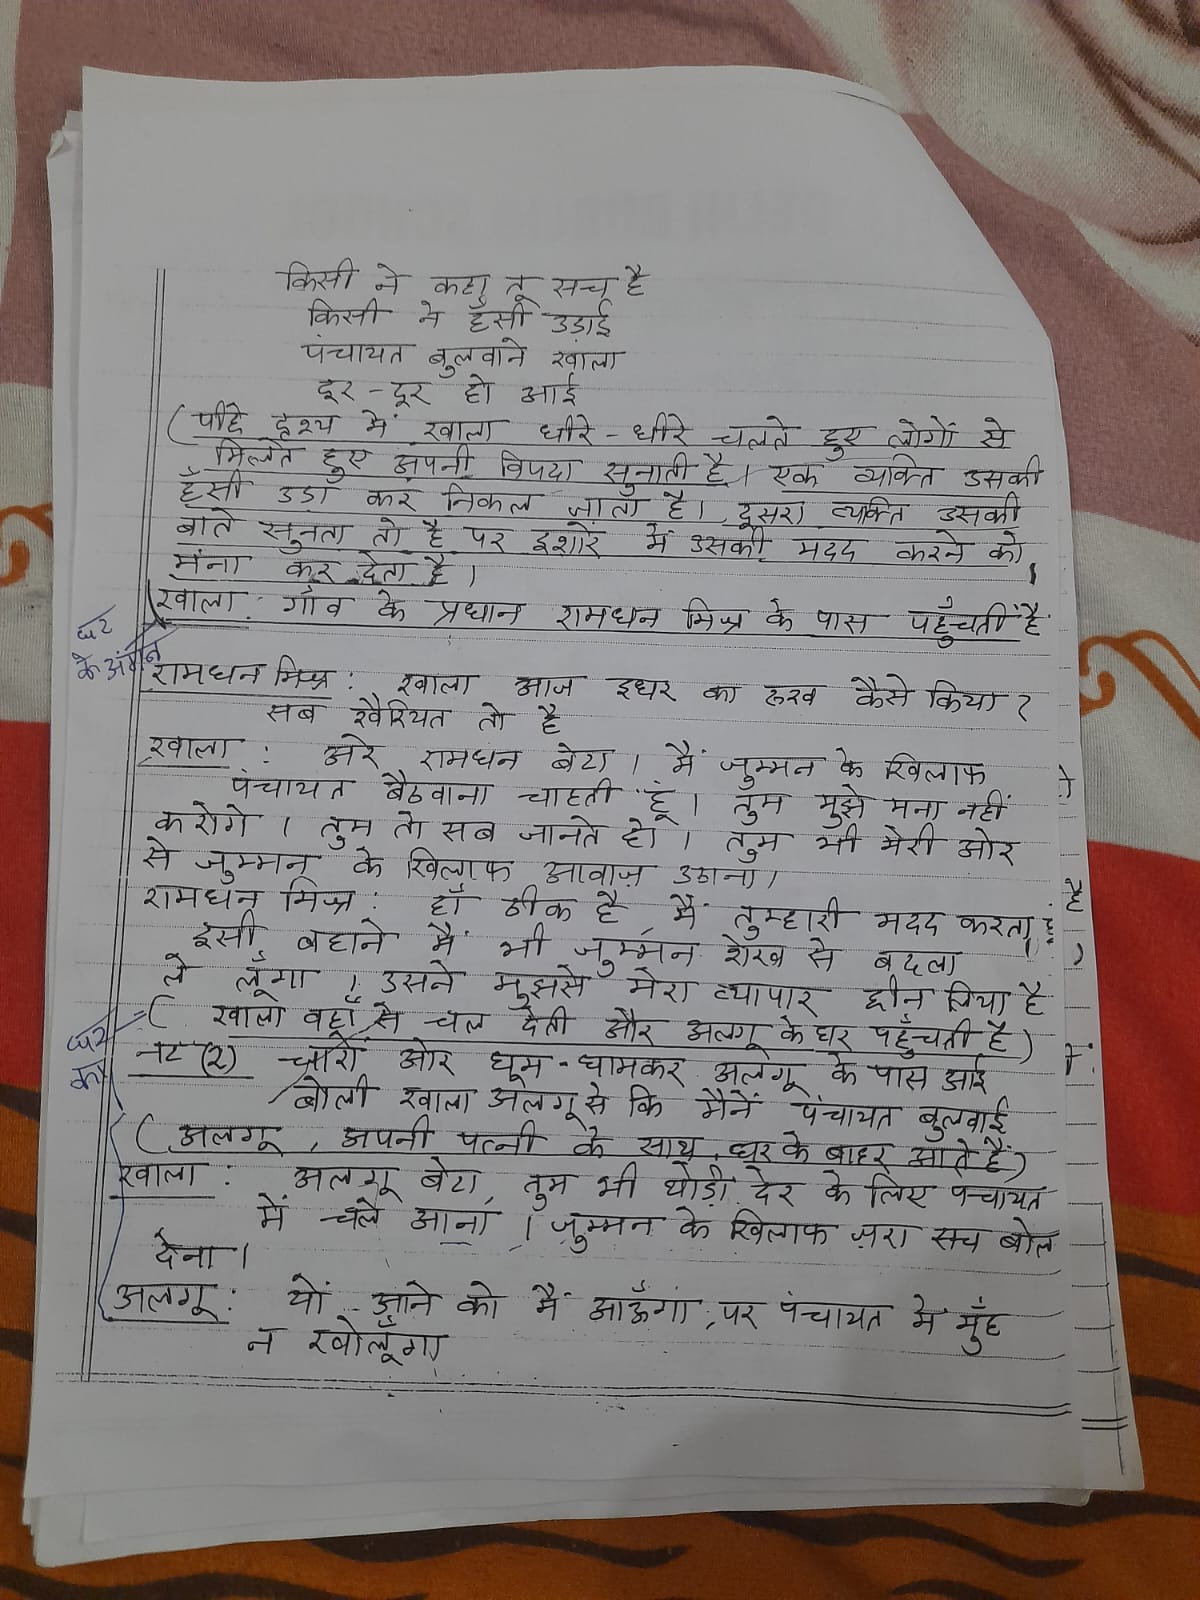 किसी ने कहा तू सच है
किसी ने हँसी उड़ाई
पंचायत बुलवाने खाला
दूर-दूर हो आई
(पीछे दृश्य में खाला धीरे-धीरे चलते हुए लोगों से
मिलते हुए अपनी विपदा सुनाती है। एक व्यक्ति उसकी
हँसी उड़ा कर निकल जाता है। दूसरा व्यक्ति उसकी
बातें सुनता तो है पर इशारे में उसकी मदद करने को
मना कर देता है।
खाला गाँव के प्रधान रामधन मिश्र के पास पहुँचती है
घर
के आंगन
रामधन मिश्र: खाला आज इधर का रुख कैसे किया?
सब खैरियत तो है
खाला: अरे रामधन बेटा। मैं जुम्मन के खिलाफ
पंचायत बैठवाना चाहती हूं। तुम मुझे मना नहीं
करोगे। तुम तो सब जानते हो। तुम भी मेरी ओर
से जुम्मन के खिलाफ आवाज़ उठाना।
रामधन मिश्र: हाँ ठीक है, मैं तुम्हारी मदद करता हूं।
इसी बहाने मैं भी जुम्मन शेख से बदला
ले लूँगा। उसने मुझसे मेरा व्यापार छीन लिया है
(खाला वहाँ से चल देती और अलगू के घर पहुँचती है)
घर
का
नट (2) चारों ओर घूम-घामकर अलगू के पास आई
बोली खाला अलगू से कि मैनें पंचायत बुलवाई
(अलगू, अपनी पत्नी के साथ घर के बाहर आते हैं)
खाला: अलगू बेटा, तुम भी थोड़ी देर के लिए पंचायत
में चले आना। जुम्मन के खिलाफ ज़रा सच बोल
देना।
अलगू: यों आने को मैं आऊँगा, पर पंचायत में मुँह
न खोलूँगा